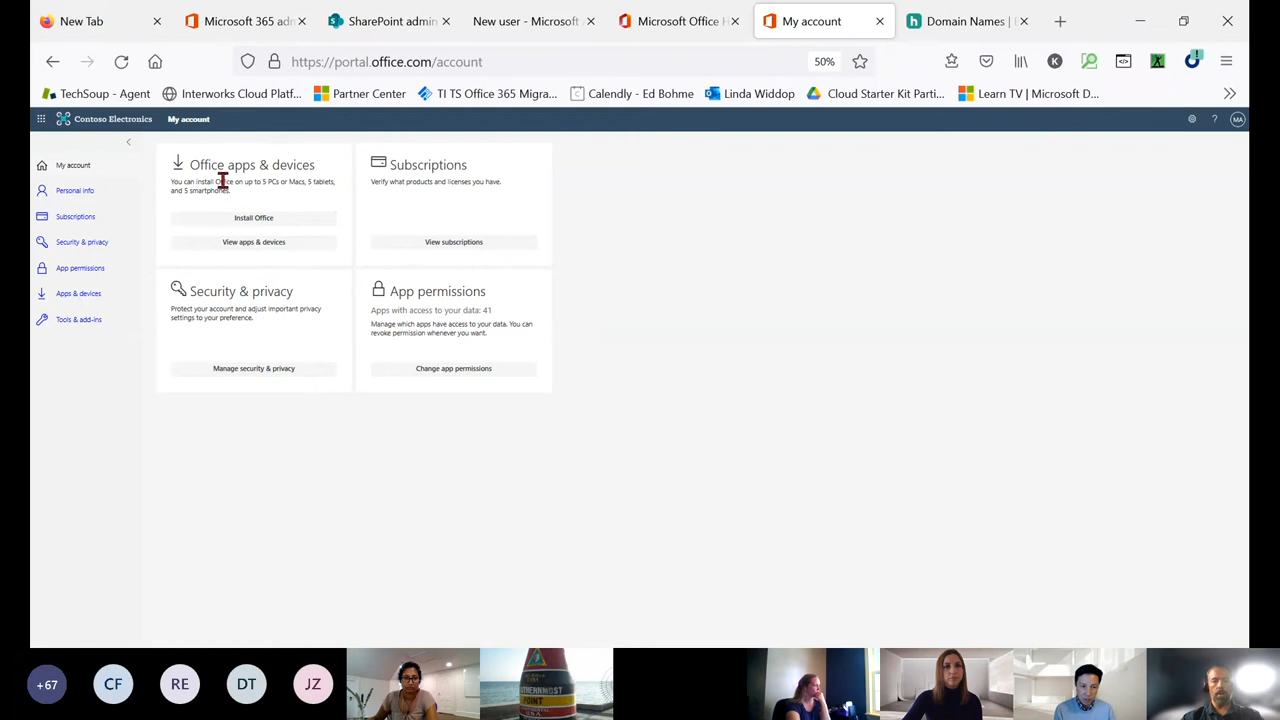 New Tab
Microsoft 365 adn
SharePoint admin
New user - Microsoft
Microsoft Office H
My account
Domain Names |
https://portal.office.com/account
50%
K
TechSoup - Agent
Interworks Cloud Platf...
Partner Center
TI TS Office 365 Migra...
Calendly - Ed Bohme
Linda Widdop
Cloud Starter Kit Parti...
Learn TV | Microsoft D...
Contoso Electronics
My account
?
MA
My account
Personal info
Subscriptions
Security & privacy
App permissions
Apps & devices
Tools & add-ins
Office apps & devices
You can install Office on up to 5 PCs or Macs, 5 tablets,
and 5 smartphones.
Install Office
View apps & devices
Subscriptions
Verify what products and licenses you have.
View subscriptions
Security & privacy
Protect your account and adjust important privacy
settings to your preference.
Manage security & privacy
App permissions
Apps with access to your data: 41
Manage which apps have access to your data. You can
revoke permission whenever you want.
Change app permissions
+67
CF
RE
DT
JZ
SOUTHERNMOST
POINT